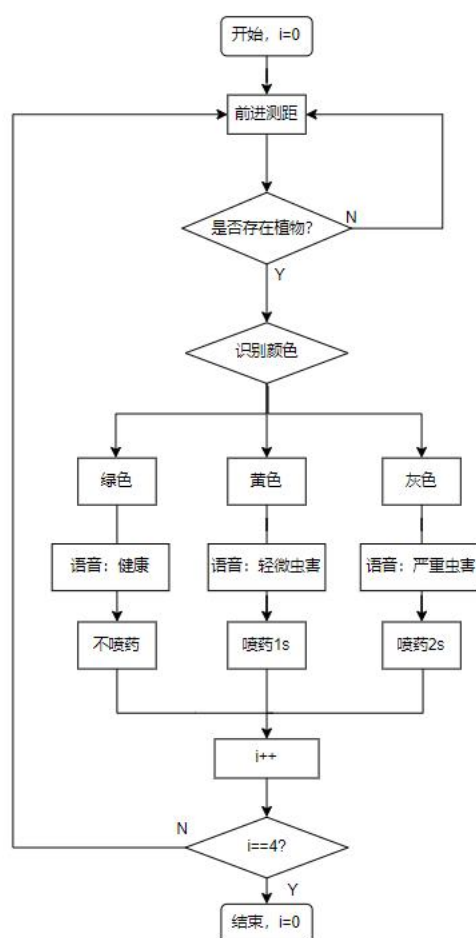 开始，i=0
前进测距
是否存在植物?
N
Y
识别颜色
绿色
黄色
灰色
语音：健康
语音：轻微虫害
语音：严重虫害
不喷药
喷药1s
喷药2s
i++
N
i==4?
Y
结束，i=0